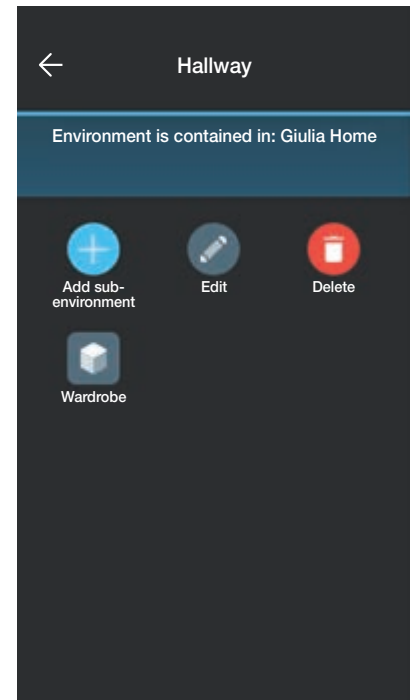 Hallway
Environment is contained in: Giulia Home
Add sub-
environment
Edit
Delete
Wardrobe